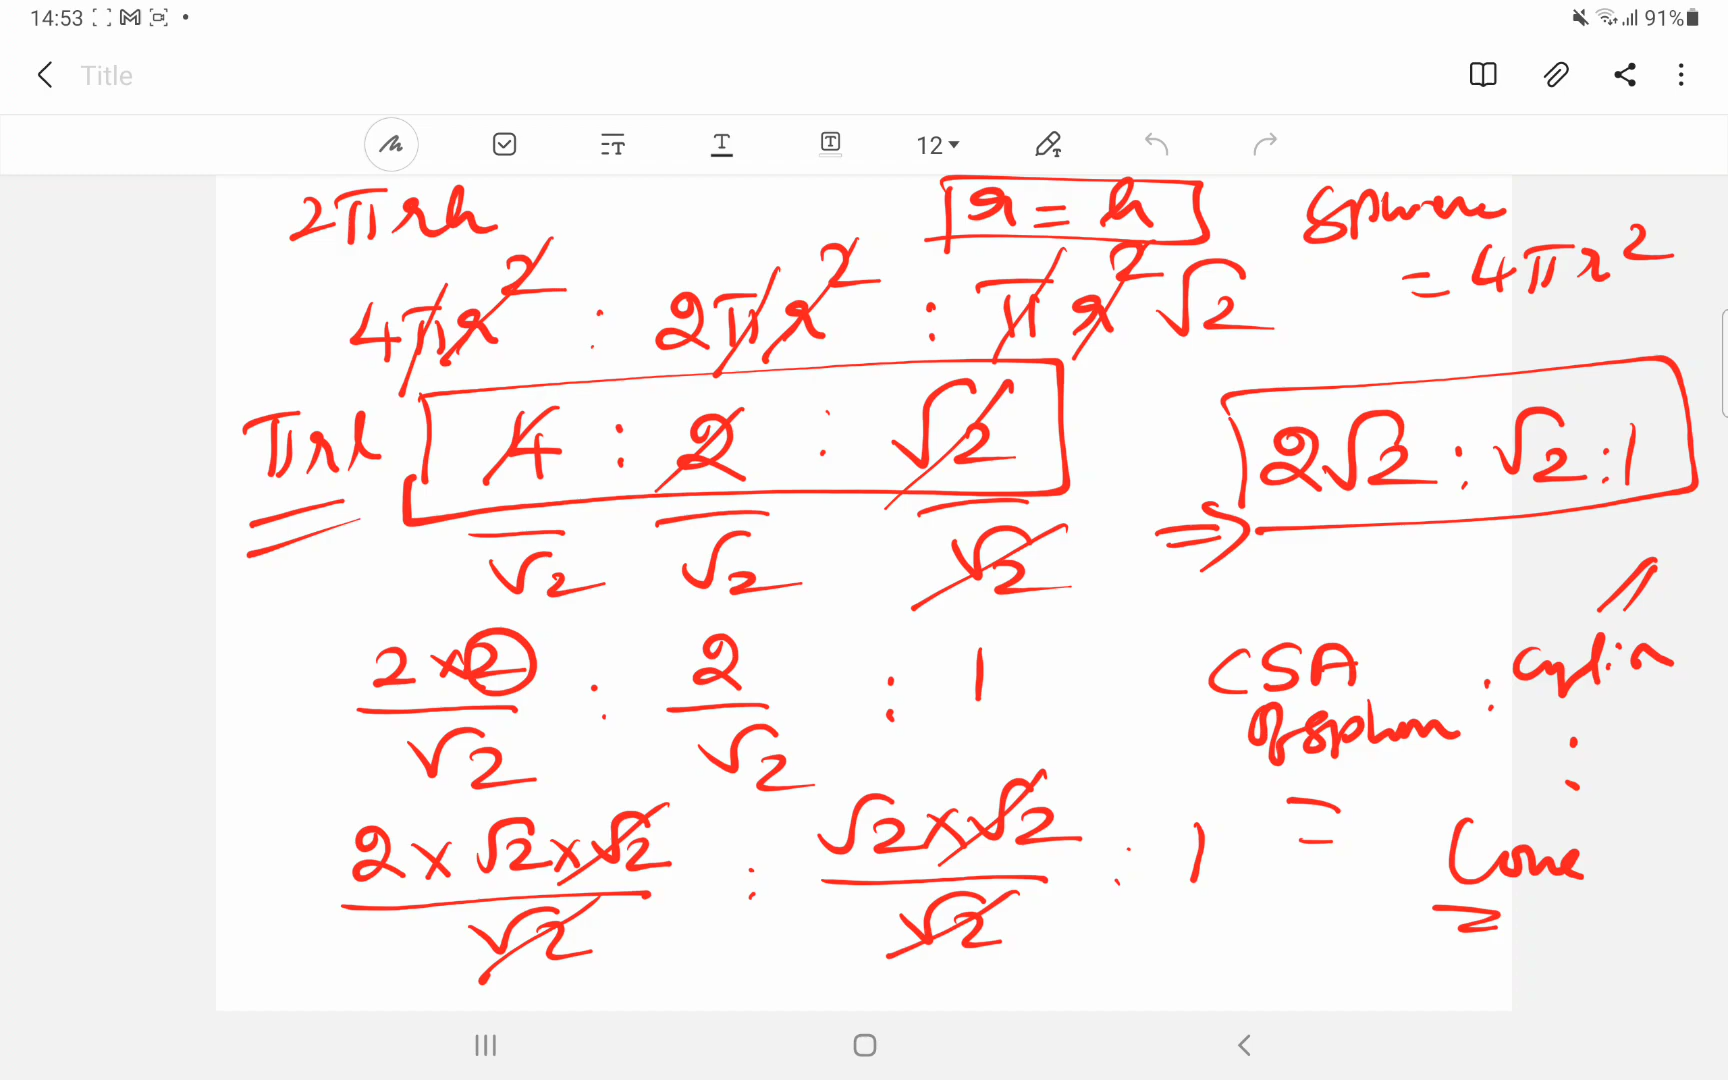 14:53 91%
Title
12
2πrh r = h Sphere
= 4πr²
4πr² : 2πr² : πr²√2
πrl 4 : 2 : √2 ⇒ 2√2 : √2 : 1
√2 √2 √2
2×2 / √2 : 2 / √2 : 1 CSA : cylin
of sphere :
2 × √2 × √2 / √2 : √2 × √2 / √2 : 1 = Cone